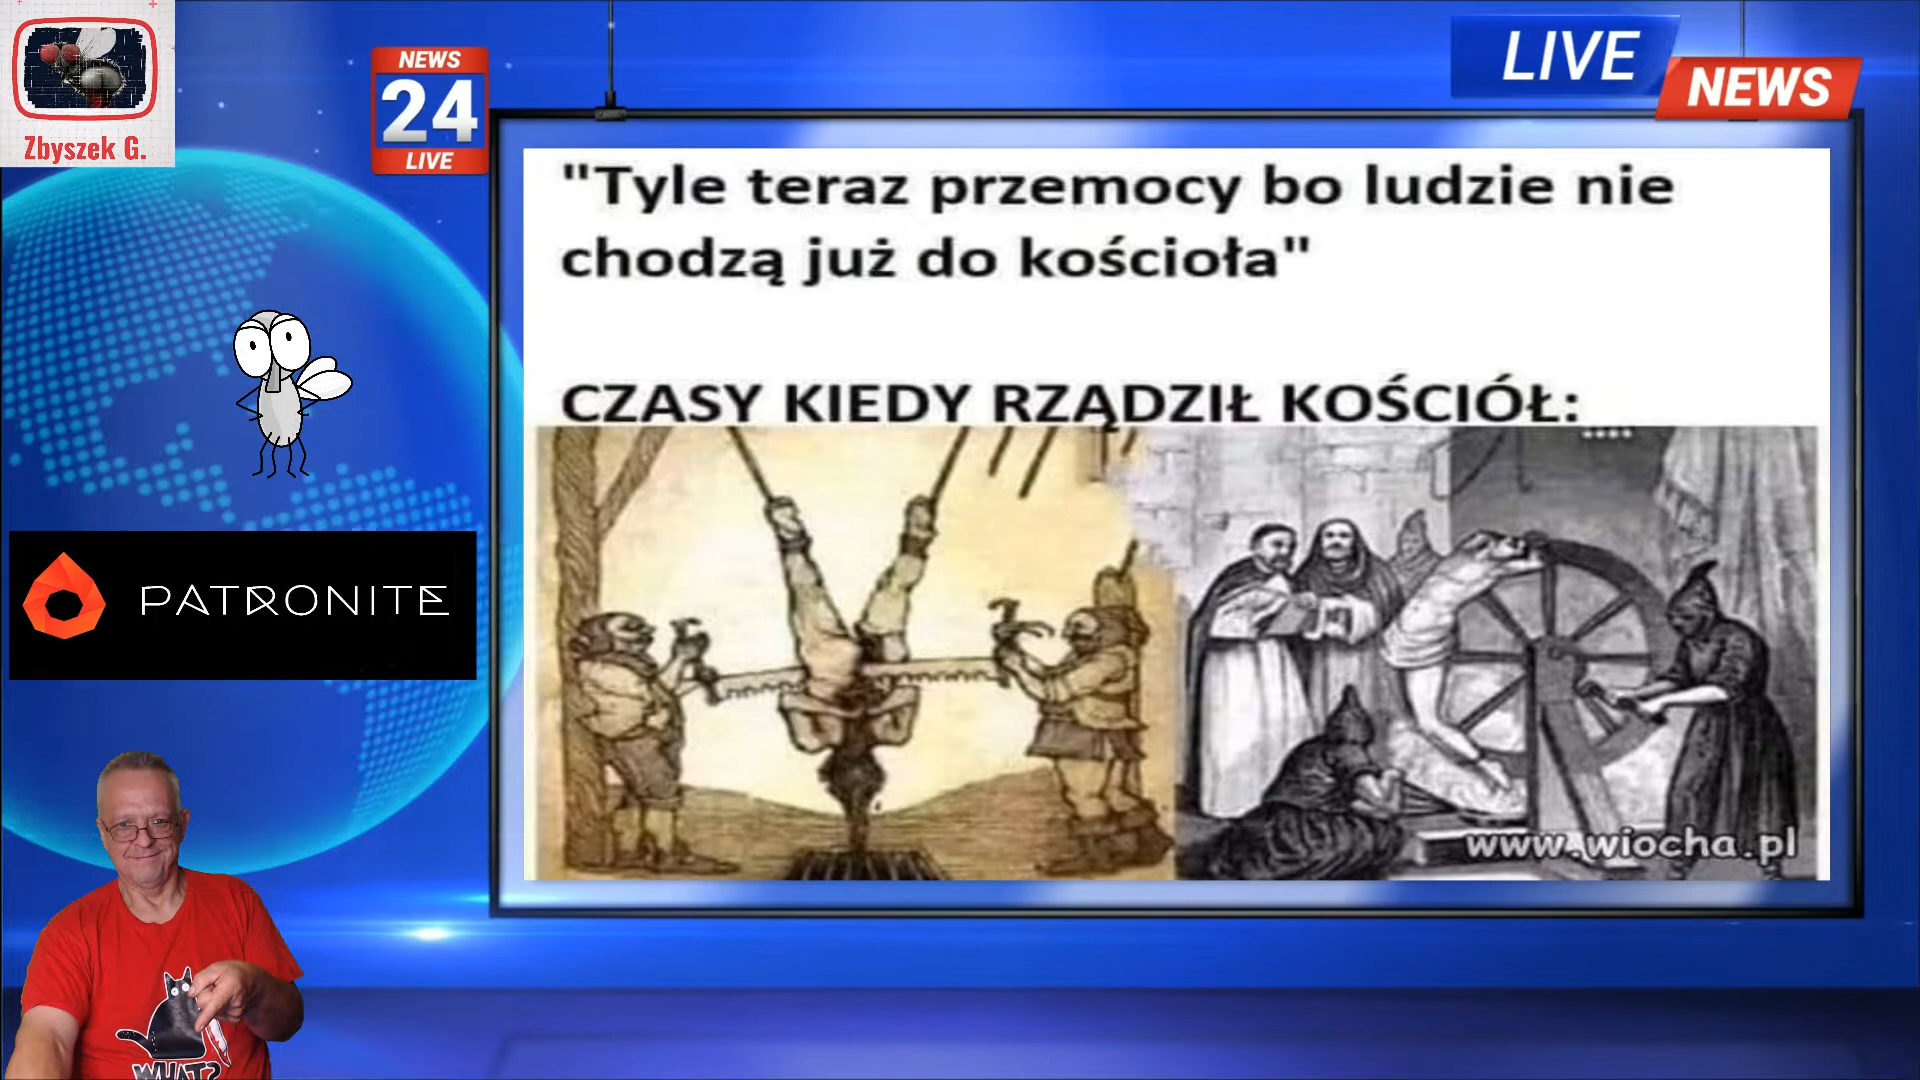 Zbyszek G.
NEWS
24
LIVE
LIVE
NEWS
"Tyle teraz przemocy bo ludzie nie
chodzą już do kościoła"
CZASY KIEDY RZĄDZIŁ KOŚCIÓŁ:
www.wiocha.pl
PATRONITE
WHAT?